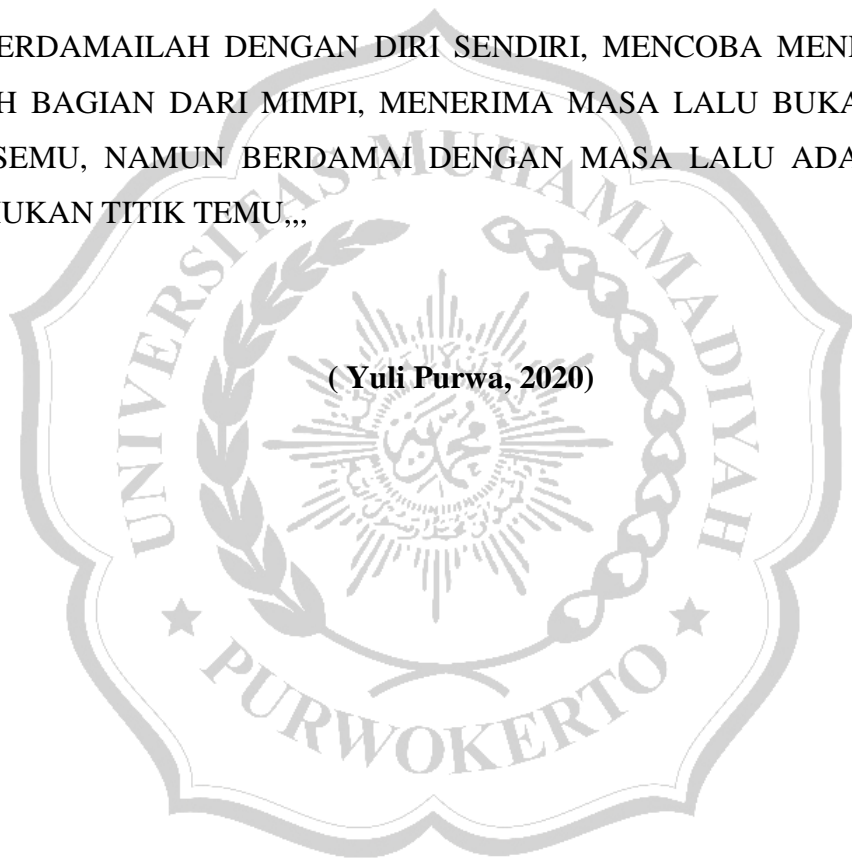 ERDAMAILAH DENGAN DIRI SENDIRI, MENCOBA MEN
H BAGIAN DARI MIMPI, MENERIMA MASA LALU BUKA
SEMU, NAMUN BERDAMAI DENGAN MASA LALU ADA
UKAN TITIK TEMU,,,
( Yuli Purwa, 2020)
UNIVERSITAS MUHAMMADIYAH
PURWOKERTO